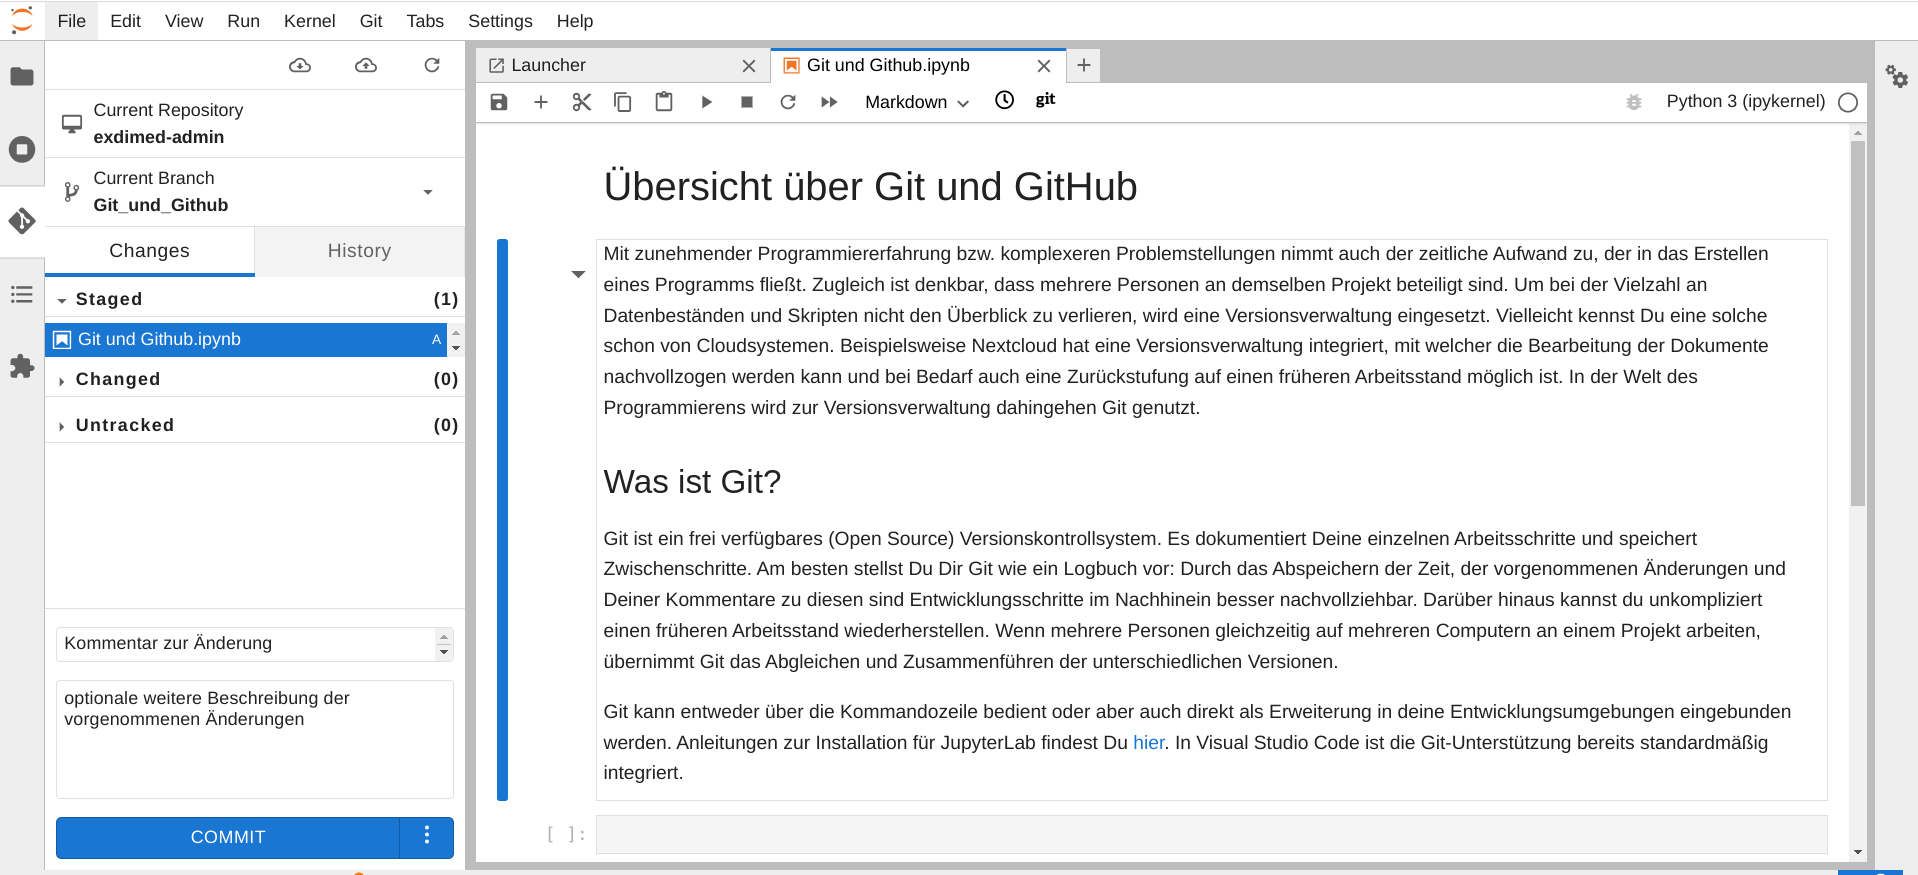 File Edit View Run Kernel Git Tabs Settings Help
Current Repository
exdimed-admin
Current Branch
Git_und_Github
Changes History
Staged (1)
Git und Github.ipynb A
Changed (0)
Untracked (0)
Kommentar zur Änderung
optionale weitere Beschreibung der
vorgenommenen Änderungen
COMMIT
Launcher Git und Github.ipynb
Markdown git Python 3 (ipykernel)
Übersicht über Git und GitHub
Mit zunehmender Programmiererfahrung bzw. komplexeren Problemstellungen nimmt auch der zeitliche Aufwand zu, der in das Erstellen
eines Programms fließt. Zugleich ist denkbar, dass mehrere Personen an demselben Projekt beteiligt sind. Um bei der Vielzahl an
Datenbeständen und Skripten nicht den Überblick zu verlieren, wird eine Versionsverwaltung eingesetzt. Vielleicht kennst Du eine solche
schon von Cloudsystemen. Beispielsweise Nextcloud hat eine Versionsverwaltung integriert, mit welcher die Bearbeitung der Dokumente
nachvollzogen werden kann und bei Bedarf auch eine Zurückstufung auf einen früheren Arbeitsstand möglich ist. In der Welt des
Programmierens wird zur Versionsverwaltung dahingehen Git genutzt.
Was ist Git?
Git ist ein frei verfügbares (Open Source) Versionskontrollsystem. Es dokumentiert Deine einzelnen Arbeitsschritte und speichert
Zwischenschritte. Am besten stellst Du Dir Git wie ein Logbuch vor: Durch das Abspeichern der Zeit, der vorgenommenen Änderungen und
Deiner Kommentare zu diesen sind Entwicklungsschritte im Nachhinein besser nachvollziehbar. Darüber hinaus kannst du unkompliziert
einen früheren Arbeitsstand wiederherstellen. Wenn mehrere Personen gleichzeitig auf mehreren Computern an einem Projekt arbeiten,
übernimmt Git das Abgleichen und Zusammenführen der unterschiedlichen Versionen.
Git kann entweder über die Kommandozeile bedient oder aber auch direkt als Erweiterung in deine Entwicklungsumgebungen eingebunden
werden. Anleitungen zur Installation für JupyterLab findest Du hier. In Visual Studio Code ist die Git-Unterstützung bereits standardmäßig
integriert.
[ ]: